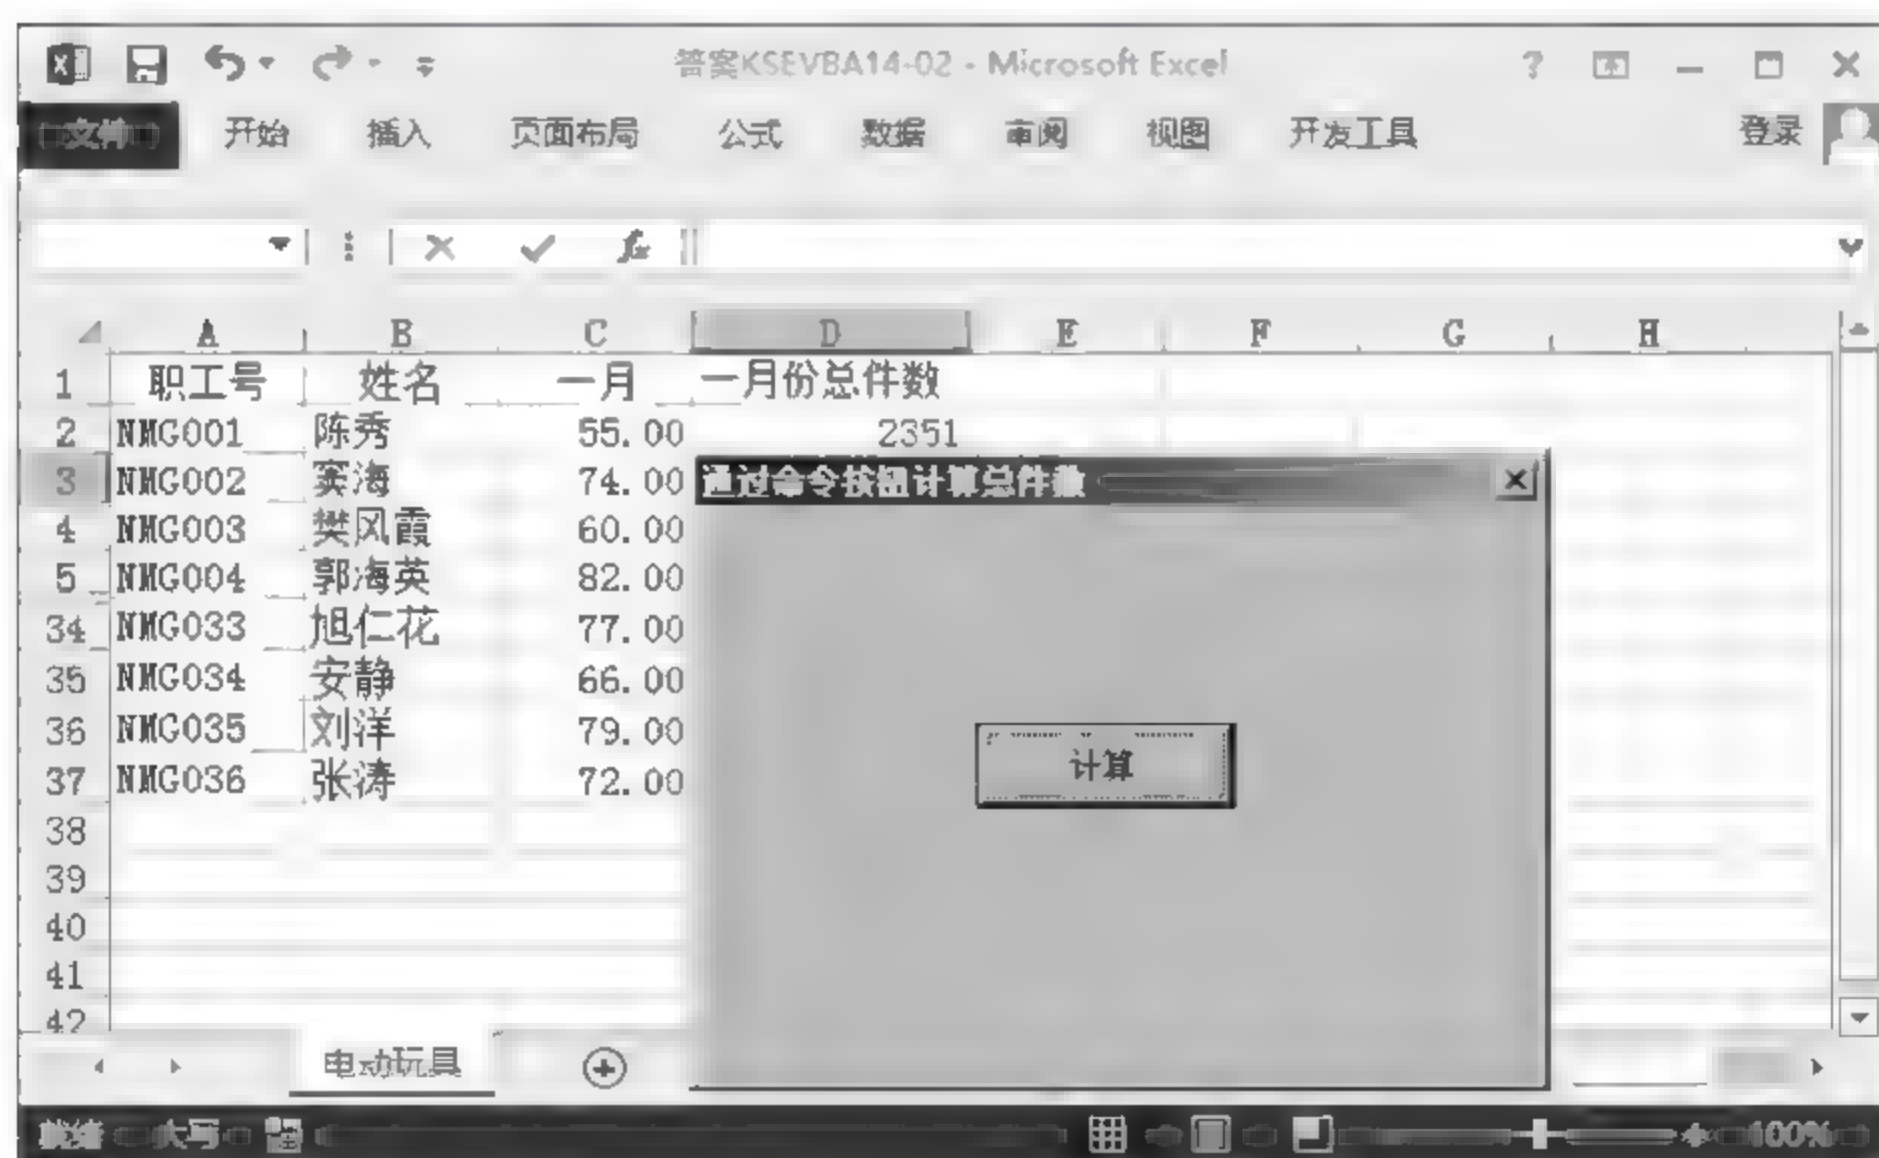 答案KSEVBA14-02 - Microsoft Excel
文件 开始 插入 页面布局 公式 数据 审阅 视图 开发工具 登录
fx
A B C D E F G H
1 职工号 姓名 一月 一月份总件数
2 NMG001 陈秀 55.00 2351
3 NMG002 窦海 74.00 通过命令按钮计算总件数
4 NMG003 樊风霞 60.00
5 NMG004 郭海英 82.00
34 NMG033 旭仁花 77.00
35 NMG034 安静 66.00
36 NMG035 刘洋 79.00
计算
37 NMG036 张涛 72.00
38
39
40
41
42
电动玩具
就绪 大写 100%